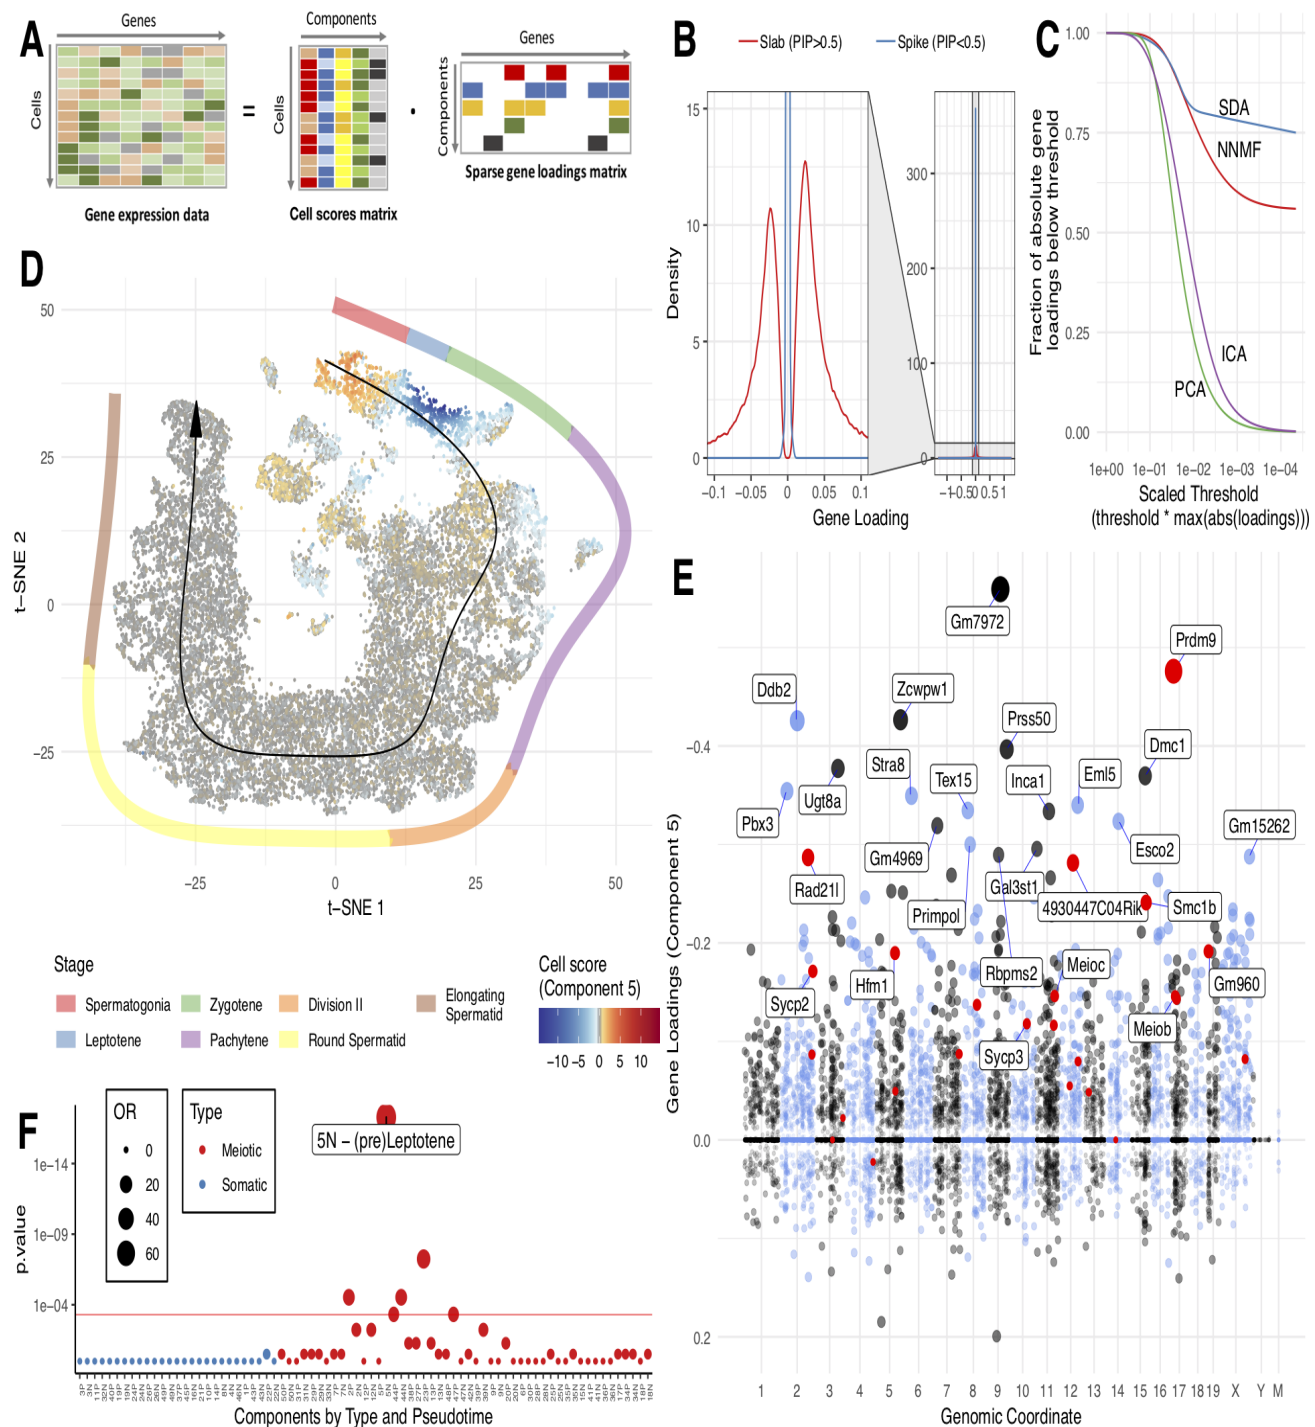 A
Genes
Cells
Gene expression data
=
Components
Cells
Cell scores matrix
·
Genes
Components
Sparse gene loadings matrix
B
Slab (PIP>0.5)
Spike (PIP<0.5)
Density
15
10
5
0
−0.1
−0.05
0
0.05
0.1
300
200
100
0
Gene Loading
C
Fraction of absolute gene
loadings below threshold
1.00
0.75
0.50
0.25
0.00
SDA
NNMF
ICA
PCA
1e+00
1e−01
1e−02
1e−03
1e−04
Scaled Threshold
(threshold * max(abs(loadings)))
D
t−SNE 2
50
25
0
−25
−25
0
25
50
t−SNE 1
Stage
Spermatogonia
Zygotene
Division II
Elongating
Spermatid
Leptotene
Pachytene
Round Spermatid
Cell score
(Component 5)
−10
−5
0
5
10
E
Gene Loadings (Component 5)
−0.4
−0.2
0.0
0.2
Gm7972
Prdm9
Ddb2
Zcwpw1
Prss50
Dmc1
Stra8
Tex15
Inca1
Eml5
Ugt8a
Pbx3
Gm15262
Esco2
Gm4969
Rad21l
Gal3st1
Primpol
4930447C04Rik
Smc1b
Rbpms2
Meioc
Hfm1
Gm960
Sycp2
Meiob
Sycp3
1
2
3
4
5
6
7
8
9
10
11
12
13
14
15
16
17
18
19
X
Y
M
Genomic Coordinate
F
p.value
1e−14
1e−09
1e−04
OR
0
20
40
60
Type
Meiotic
Somatic
5N − (pre)Leptotene
Components by Type and Pseudotime